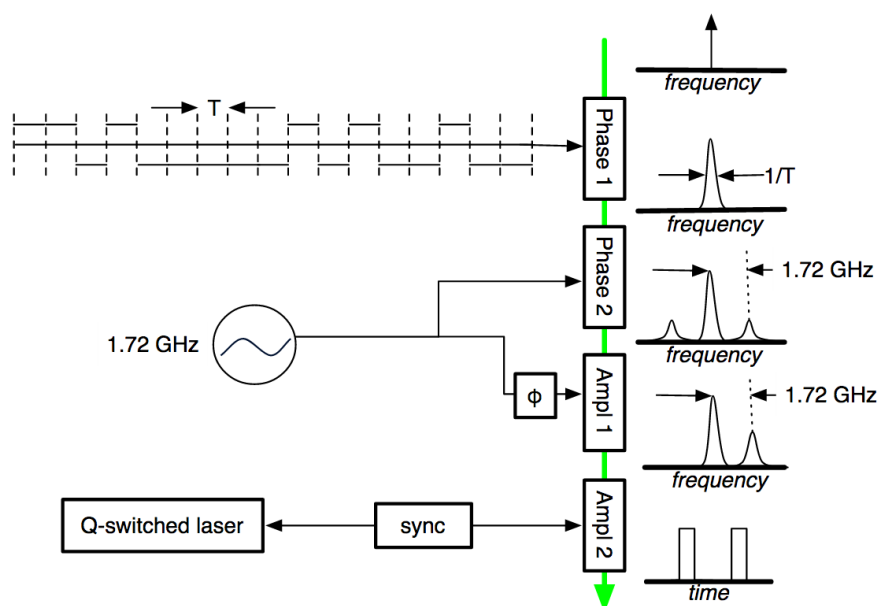 frequency
T
Phase 1
1/T
frequency
Phase 2
1.72 GHz
1.72 GHz
frequency
ϕ
Ampl 1
1.72 GHz
frequency
Q-switched laser
sync
Ampl 2
time